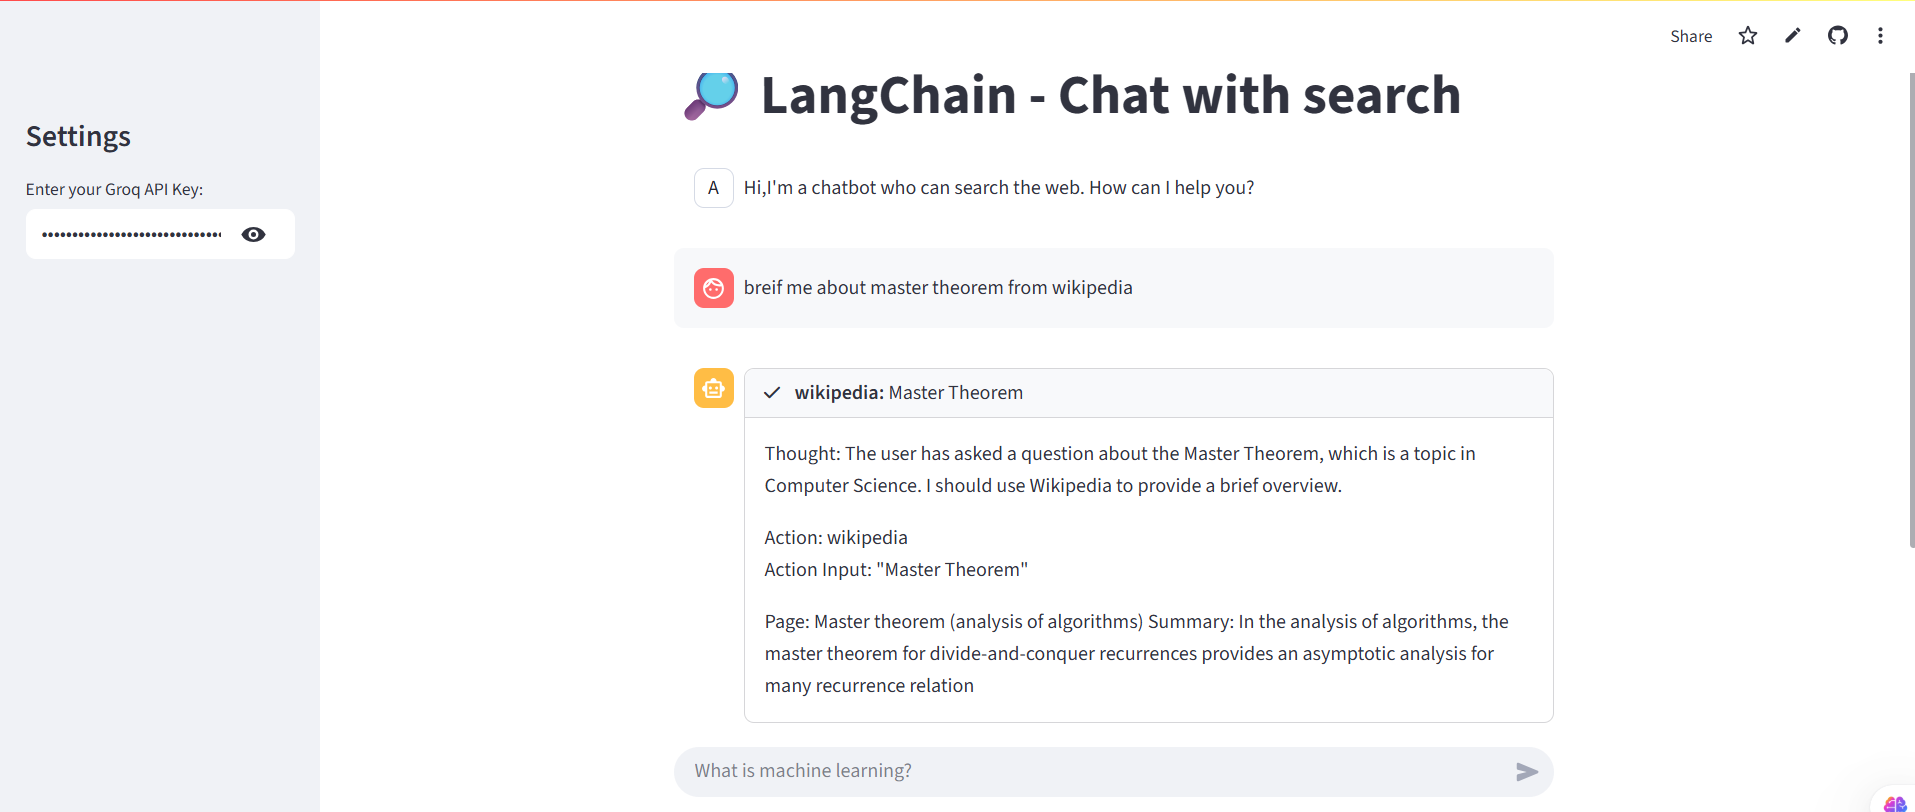 Share
Settings
Enter your Groq API Key:
LangChain - Chat with search
A
Hi,I'm a chatbot who can search the web. How can I help you?
breif me about master theorem from wikipedia
wikipedia: Master Theorem
Thought: The user has asked a question about the Master Theorem, which is a topic in
Computer Science. I should use Wikipedia to provide a brief overview.
Action: wikipedia
Action Input: "Master Theorem"
Page: Master theorem (analysis of algorithms) Summary: In the analysis of algorithms, the
master theorem for divide-and-conquer recurrences provides an asymptotic analysis for
many recurrence relation
What is machine learning?